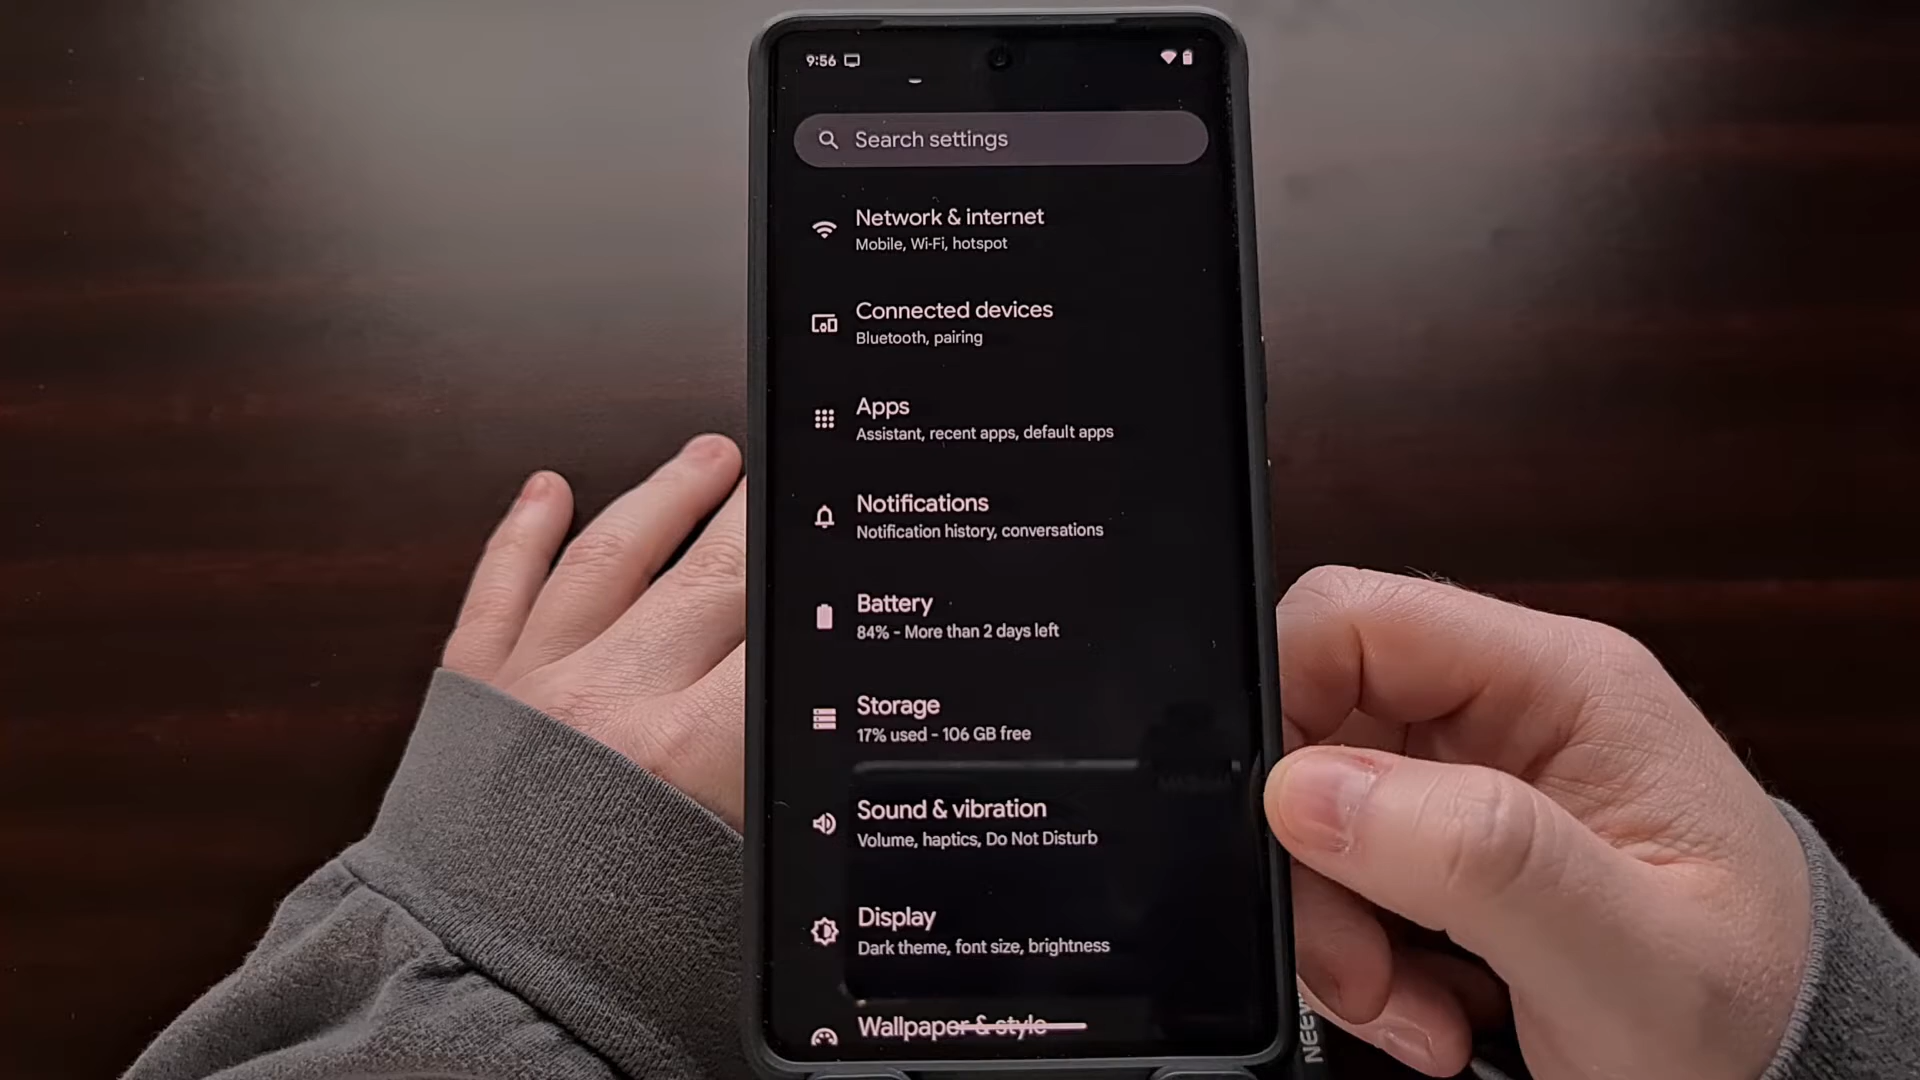 9:56
Search settings
Network & internet
Mobile, Wi-Fi, hotspot
Connected devices
Bluetooth, pairing
Apps
Assistant, recent apps, default apps
Notifications
Notification history, conversations
Battery
84% - More than 2 days left
Storage
17% used - 106 GB free
Sound & vibration
Volume, haptics, Do Not Disturb
Display
Dark theme, font size, brightness
Wallpaper & style